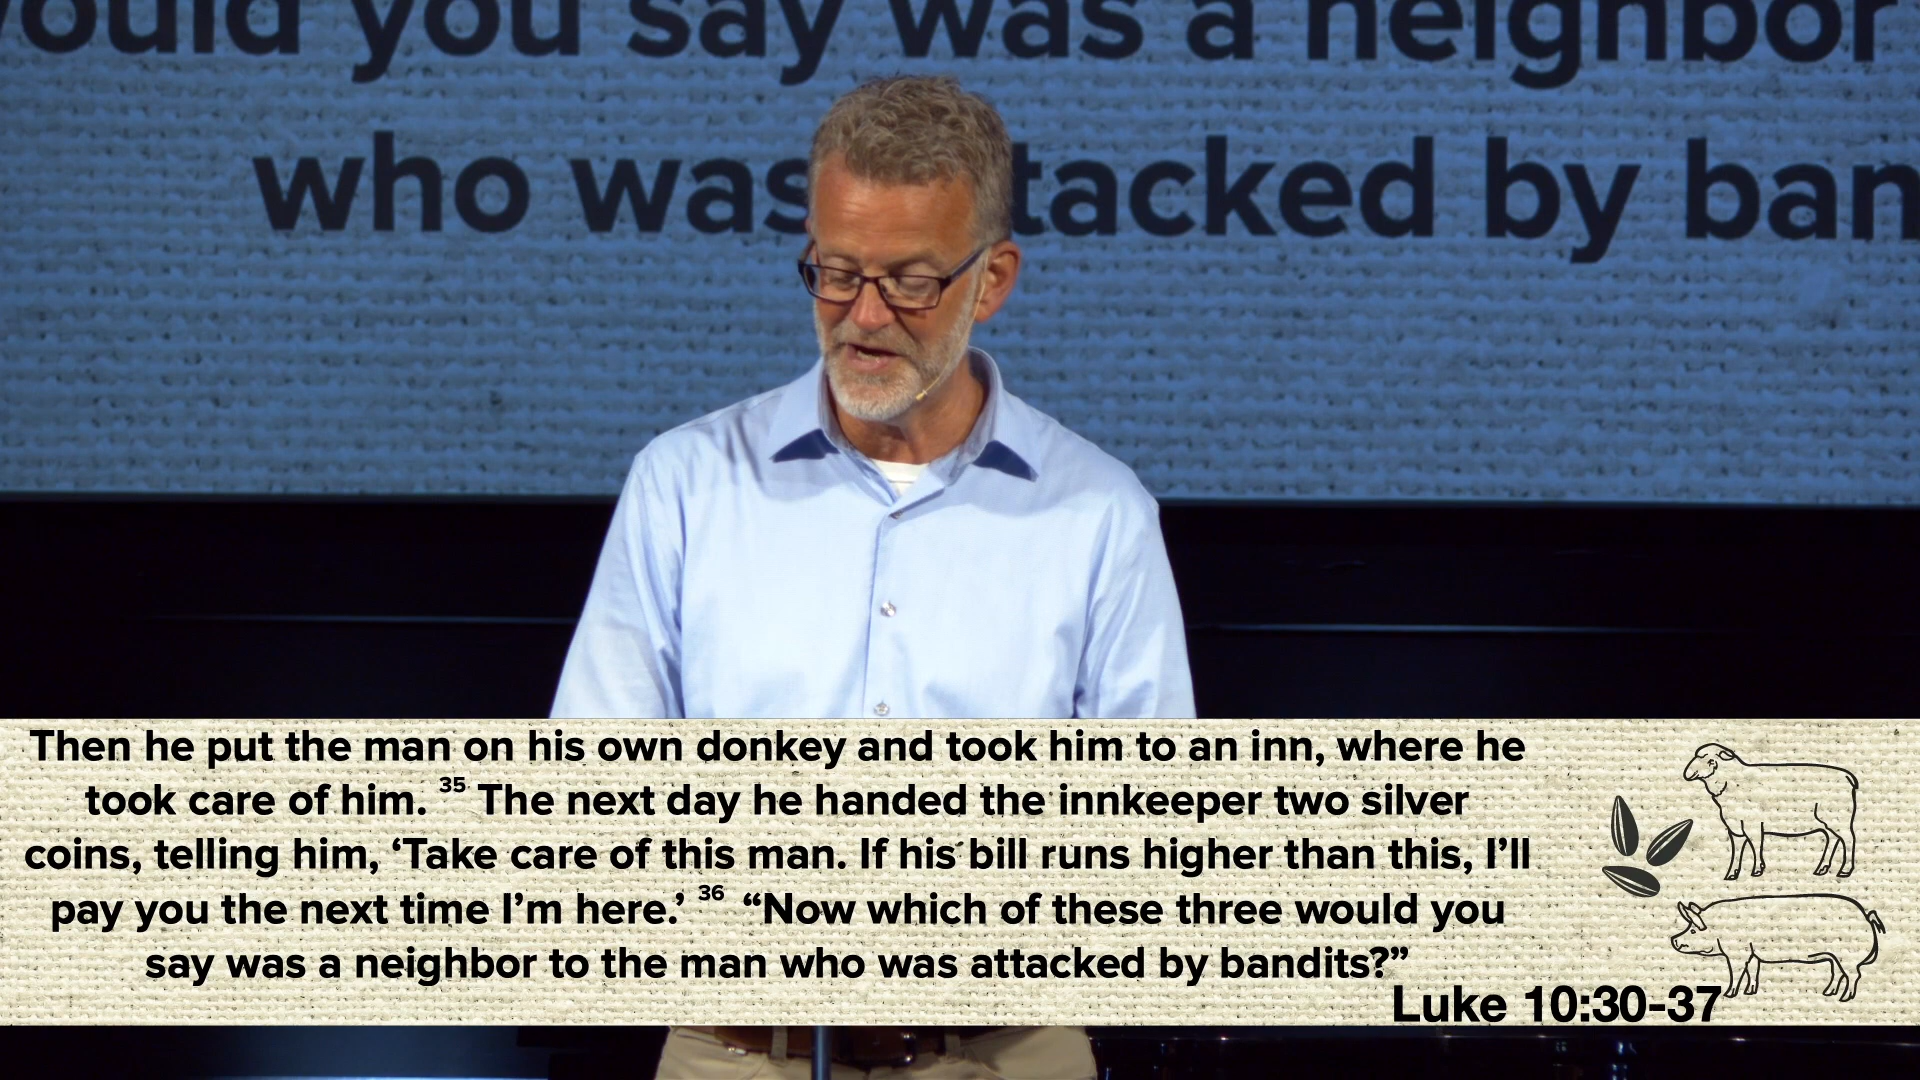 ould you say was a neighbor
who was tacked by ban
Then he put the man on his own donkey and took him to an inn, where he
took care of him. 35 The next day he handed the innkeeper two silver
coins, telling him, ‘Take care of this man. If his bill runs higher than this, I’ll
pay you the next time I’m here.’ 36 “Now which of these three would you
say was a neighbor to the man who was attacked by bandits?”
Luke 10:30-37